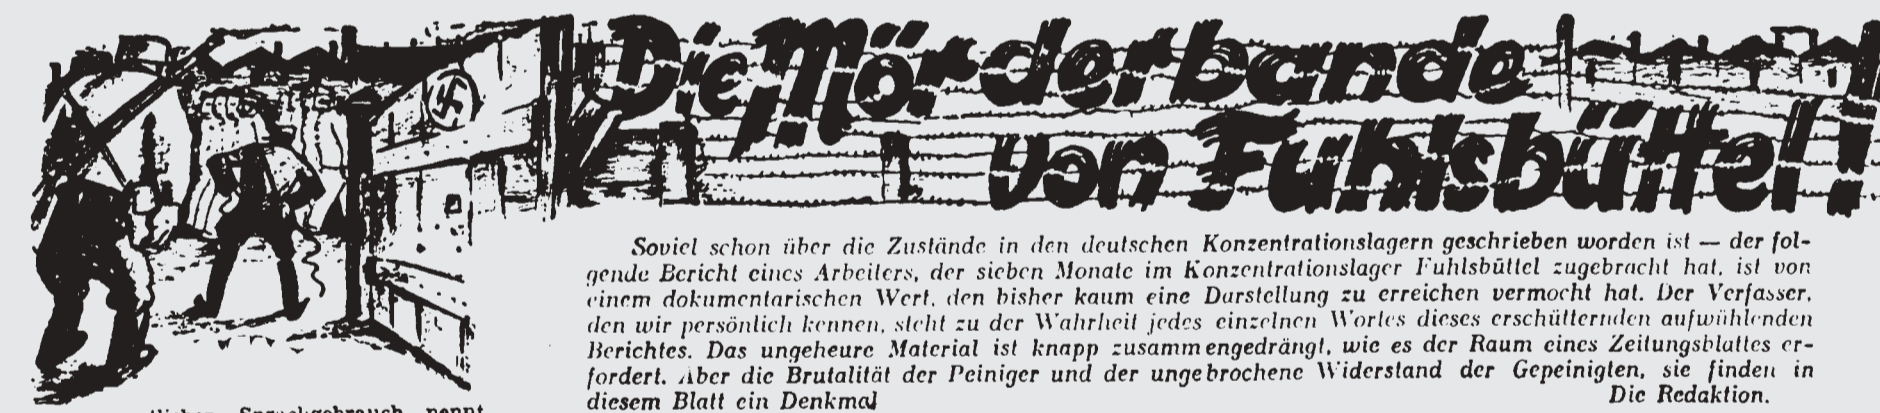 Die Mörderbande
von Fuhlsbüttel!
Soviel schon über die Zustände in den deutschen Konzentrationslagern geschrieben worden ist — der fol-
gende Bericht eines Arbeiters, der sieben Monate im Konzentrationslager Fuhlsbüttel zugebracht hat, ist von
einem dokumentarischen Wert, den bisher kaum eine Darstellung zu erreichen vermocht hat. Der Verfasser,
den wir persönlich kennen, steht zu der Wahrheit jedes einzelnen Wortes dieses erschütternden aufwühlenden
Berichtes. Das ungeheure Material ist knapp zusammengedrängt, wie es der Raum eines Zeitungsblattes er-
fordert. Aber die Brutalität der Peiniger und der ungebrochene Widerstand der Gepeinigten, sie finden in
diesem Blatt ein Denkmal
Die Redaktion.
Sprachgebrauch nennt